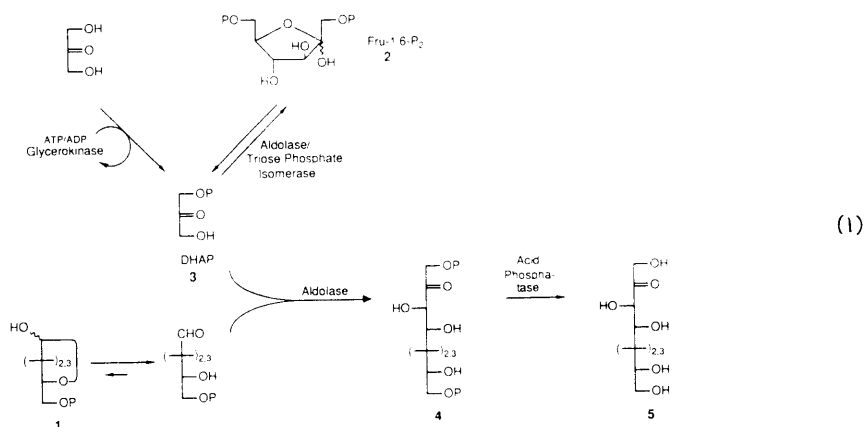 OH
O
OH
PO
O
OP
HO
HO
OH
Fru-1,6-P₂
2
ATP/ADP
Glycerokinase
Aldolase/
Triose Phosphate
Isomerase
OP
O
OH
DHAP
3
(1)
Aldolase
Acid
Phospha-
tase
HO
( )2,3
O
OP
1
CHO
( )2,3
OH
OP
OP
O
HO
OH
( )2,3
OH
OP
4
OH
O
HO
OH
( )2,3
OH
OH
5